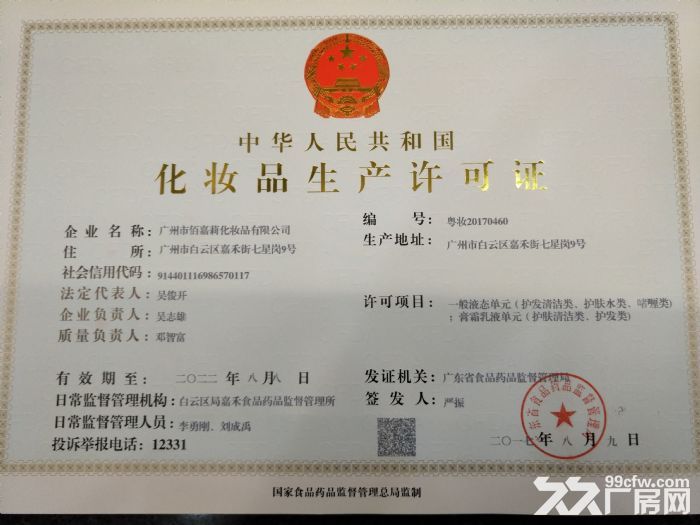 中华人民共和国
化妆品生产许可证
企业名称: 广州市佰嘉莉化妆品有限公司
编号: 粤妆20170460
住所: 广州市白云区嘉禾街七星岗9号
生产地址: 广州市白云区嘉禾街七星岗9号
社会信用代码: 914401116986570117
法定代表人: 吴俊开
许可项目: 一般液态单元(护发清洁类、护肤水类、啫喱类)
;膏霜乳液单元(护肤清洁类、护发类)
企业负责人: 吴志雄
质量负责人: 邓智富
有效期至: 二〇二二年八月八日
发证机关: 广东省食品药品监督管理局
日常监督管理机构: 白云区局嘉禾食品药品监督管理所
签发人: 严振
日常监督管理人员: 李勇刚、刘成禹
投诉举报电话: 12331
二〇一七年八月九日
广东省食品药品监督管理局
国家食品药品监督管理总局监制
99cfw.com
广房网